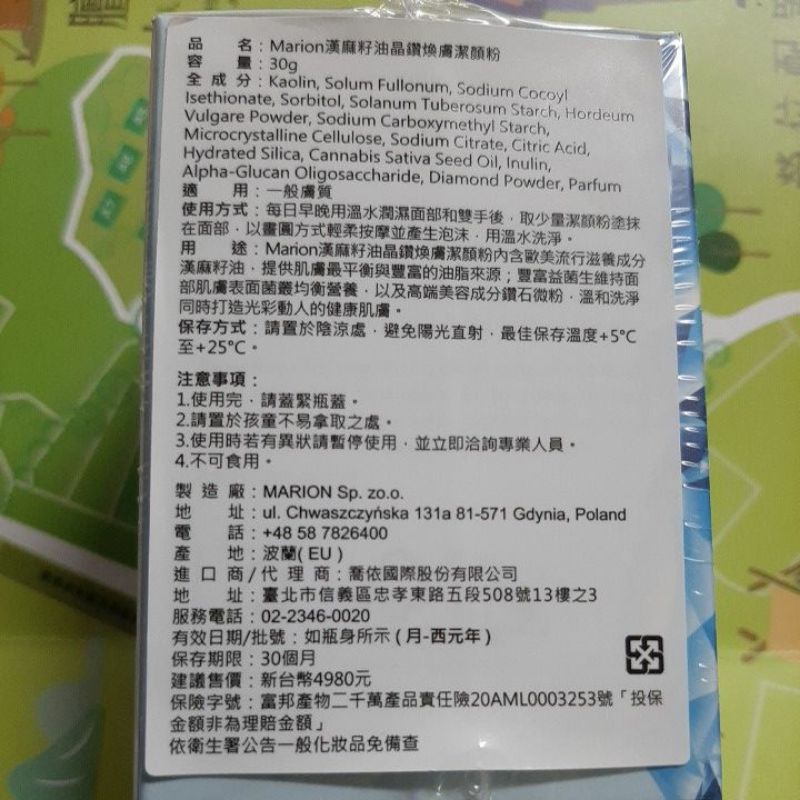 品　　名：Marion漢麻籽油晶鑽煥膚潔顏粉
容　　量：30g
全 成 分：Kaolin, Solum Fullonum, Sodium Cocoyl
Isethionate, Sorbitol, Solanum Tuberosum Starch, Hordeum
Vulgare Powder, Sodium Carboxymethyl Starch,
Microcrystalline Cellulose, Sodium Citrate, Citric Acid,
Hydrated Silica, Cannabis Sativa Seed Oil, Inulin,
Alpha-Glucan Oligosaccharide, Diamond Powder, Parfum
適　　用：一般膚質
使用方式：每日早晚用溫水潤濕面部和雙手後，取少量潔顏粉塗抹
在面部，以畫圓方式輕柔按摩並產生泡沫，用溫水洗淨。
用　　途：Marion漢麻籽油晶鑽煥膚潔顏粉內含歐美流行滋養成分
漢麻籽油，提供肌膚最平衡與豐富的油脂來源；豐富益菌生維持面
部肌膚表面菌叢均衡營養，以及高端美容成分鑽石微粉，溫和洗淨
同時打造光彩動人的健康肌膚。
保存方式：請置於陰涼處，避免陽光直射，最佳保存溫度+5°C
至+25°C。
注意事項：
1.使用完，請蓋緊瓶蓋。
2.請置於孩童不易拿取之處。
3.使用時若有異狀請暫停使用，並立即洽詢專業人員。
4.不可食用。
製 造 廠：MARION Sp. zo.o.
地　　址：ul. Chwaszczyńska 131a 81-571 Gdynia, Poland
電　　話：+48 58 7826400
產　　地：波蘭( EU )
進口商/代理商：喬依國際股份有限公司
地　　址：臺北市信義區忠孝東路五段508號13樓之3
服務電話：02-2346-0020
有效日期/批號：如瓶身所示 ( 月-西元年 )
保存期限：30個月
建議售價：新台幣4980元
保險字號：富邦產物二千萬產品責任險20AML0003253號「投保
金額非為理賠金額」
依衛生署公告一般化妝品免備查